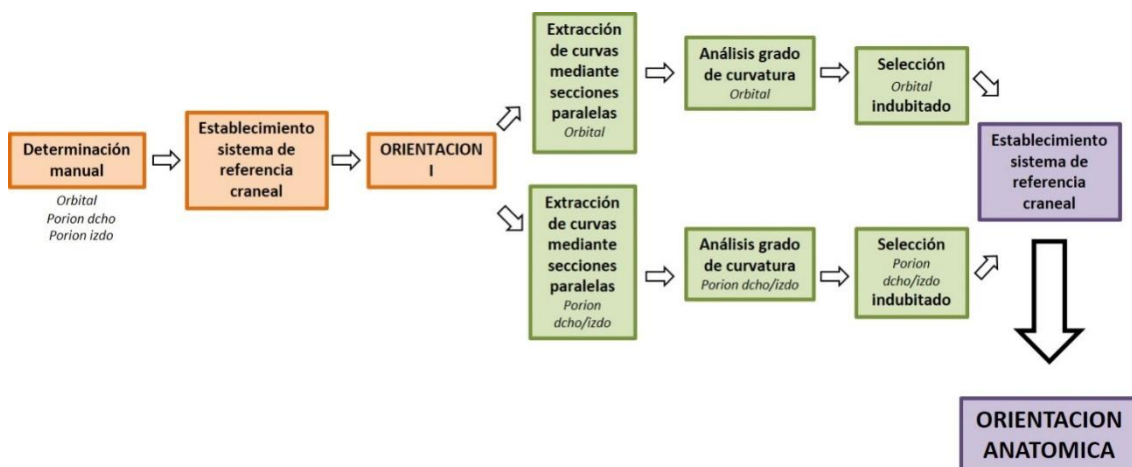 Determinación
manual
Orbital
Porion dcho
Porion izdo
Establecimiento
sistema de
referencia
craneal
ORIENTACION
I
Extracción
de curvas
mediante
secciones
paralelas
Orbital
Análisis grado
de curvatura
Orbital
Selección
Orbital
indubitado
Extracción
de curvas
mediante
secciones
paralelas
Porion
dcho/izdo
Análisis grado
de curvatura
Porion dcho/izdo
Selección
Porion
dcho/izdo
indubitado
Establecimiento
sistema de
referencia
craneal
ORIENTACION
ANATOMICA